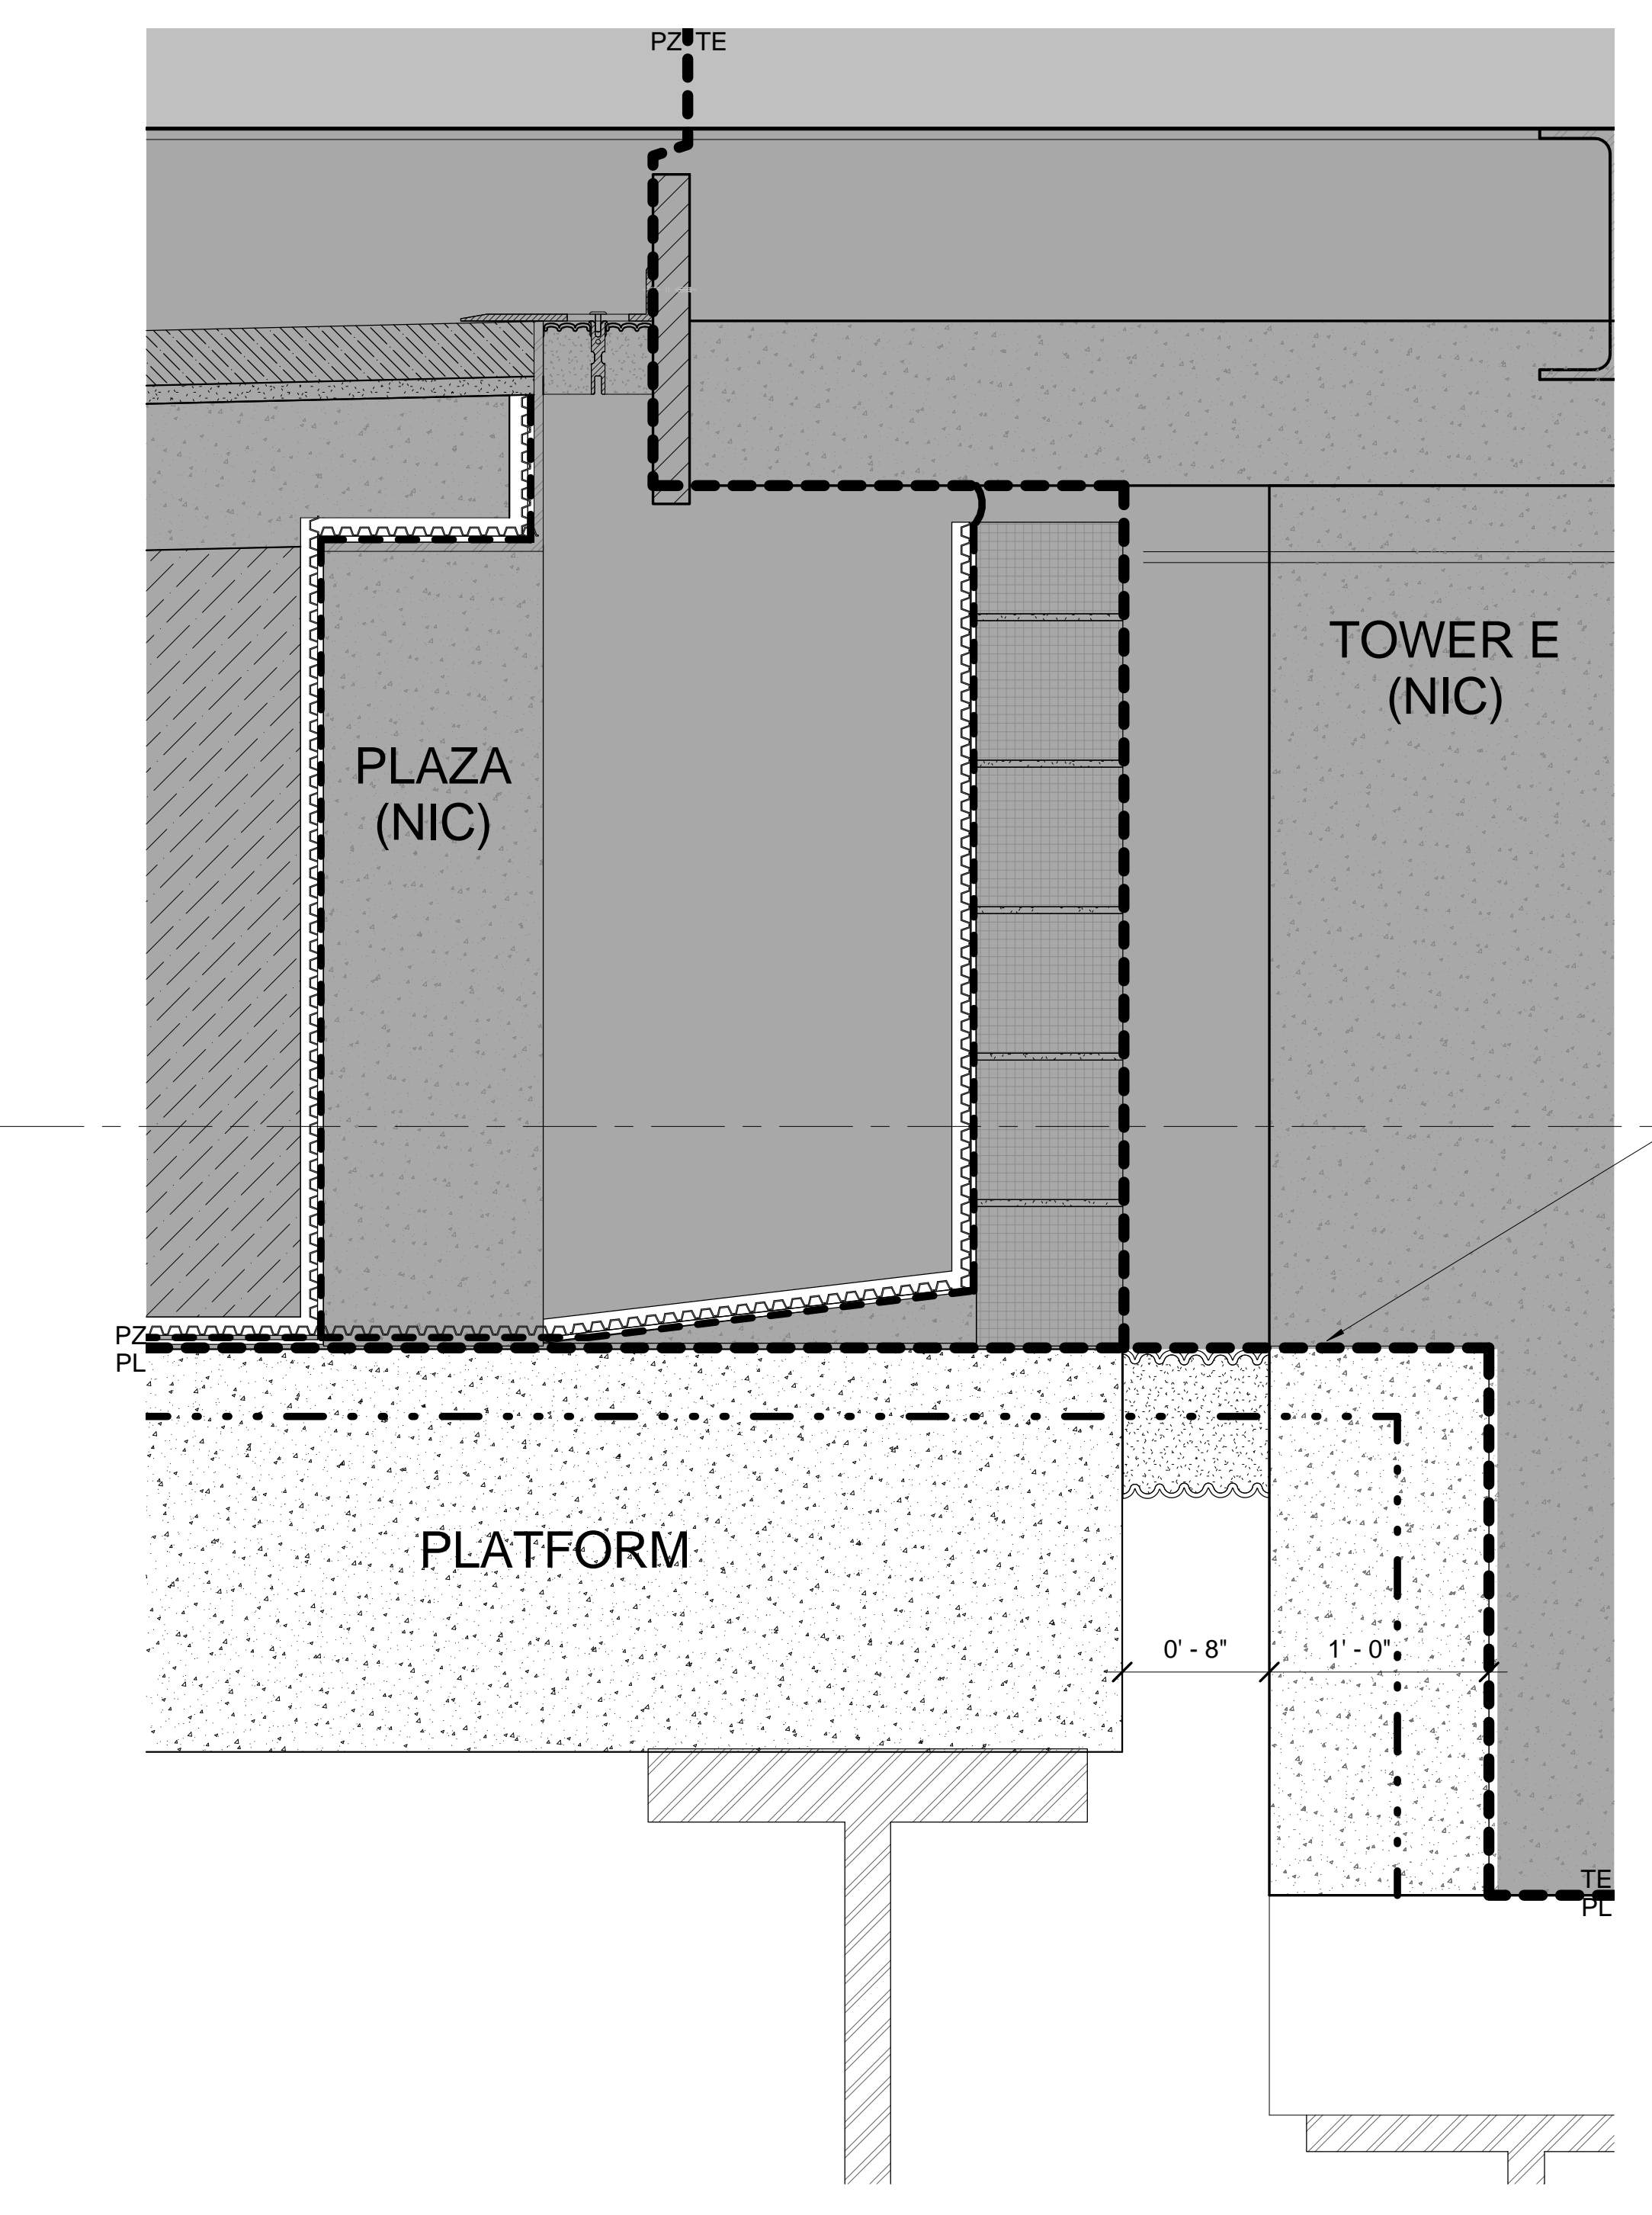 PZ TE
TOWER E
(NIC)
PLAZA
(NIC)
PZ
PL
PLATFORM
0' - 8"
1' - 0"
TE
PL